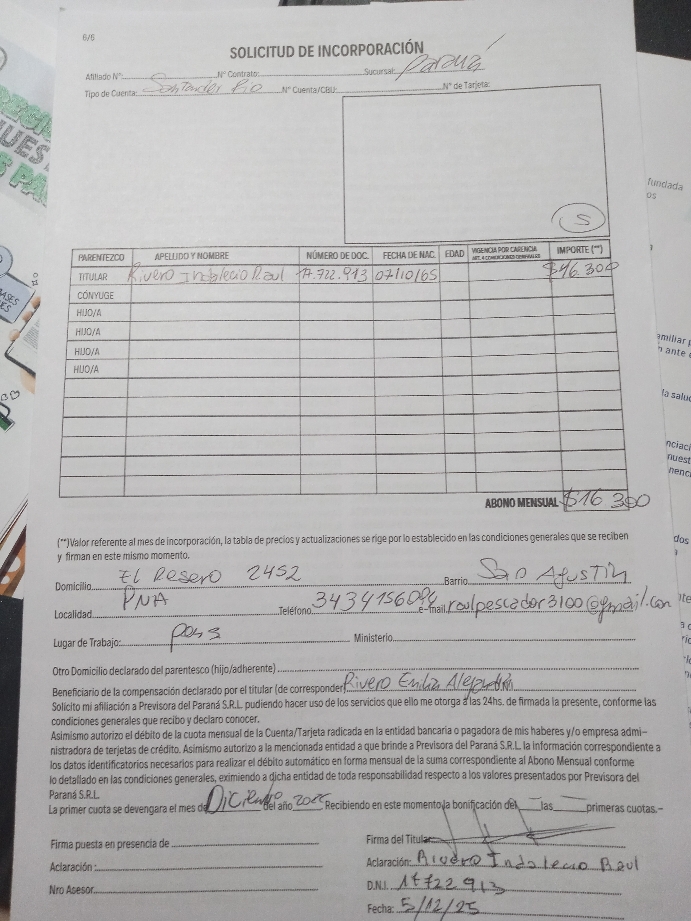 6/6
SOLICITUD DE INCORPORACIÓN
Afiliado N°: N° Contrato: Sucursal: Paraná
Tipo de Cuenta: Santander Rio N° Cuenta/CBU: N° de Tarjeta:
S
PARENTEZCO APELLIDO Y NOMBRE NÚMERO DE DOC. FECHA DE NAC. EDAD VIGENCIA POR CARENCIA ART. 4 CONDICIONES GENERALES IMPORTE (**)
TITULAR Rivero Indalecio Raul 17.722.913 07/10/65 $16.300
CÓNYUGE
HIJO/A
HIJO/A
HIJO/A
HIJO/A
ABONO MENSUAL $16300
(**)Valor referente al mes de incorporación, la tabla de precios y actualizaciones se rige por lo establecido en las condiciones generales que se reciben
y firman en este mismo momento.
Domicilio El Resero 2452 Barrio San Agustin
Localidad PNA Teléfono e-mail raulpescador3100@gmail.com
Lugar de Trabajo: Ministerio
Otro Domicilio declarado del parentesco (hijo/adherente)
Beneficiario de la compensación declarado por el titular (de corresponder) Rivero Emilia
Solicito mi afiliación a Previsora del Paraná S.R.L. pudiendo hacer uso de los servicios que ello me otorga a las 24hs. de firmada la presente, conforme las
condiciones generales que recibo y declaro conocer.
Asimismo autorizo el débito de la cuota mensual de la Cuenta/Tarjeta radicada en la entidad bancaria o pagadora de mis haberes y/o empresa admi-
nistradora de terjetas de crédito. Asimismo autorizo a la mencionada entidad a que brinde a Previsora del Paraná S.R.L. la información correspondiente a
los datos identificatorios necesarios para realizar el débito automático en forma mensual de la suma correspondiente al Abono Mensual conforme
lo detallado en las condiciones generales, eximiendo a dicha entidad de toda responsabilidad respecto a los valores presentados por Previsora del
Paraná S.R.L.
La primer cuota se devengara el mes de Diciembre del año 2025 Recibiendo en este momento la bonificación del las primeras cuotas.-
Firma puesta en presencia de Firma del Titular
Aclaración : Aclaración: Rivero Indalecio Raul
Nro Asesor D.N.I. 17722913
Fecha: 5/12/25